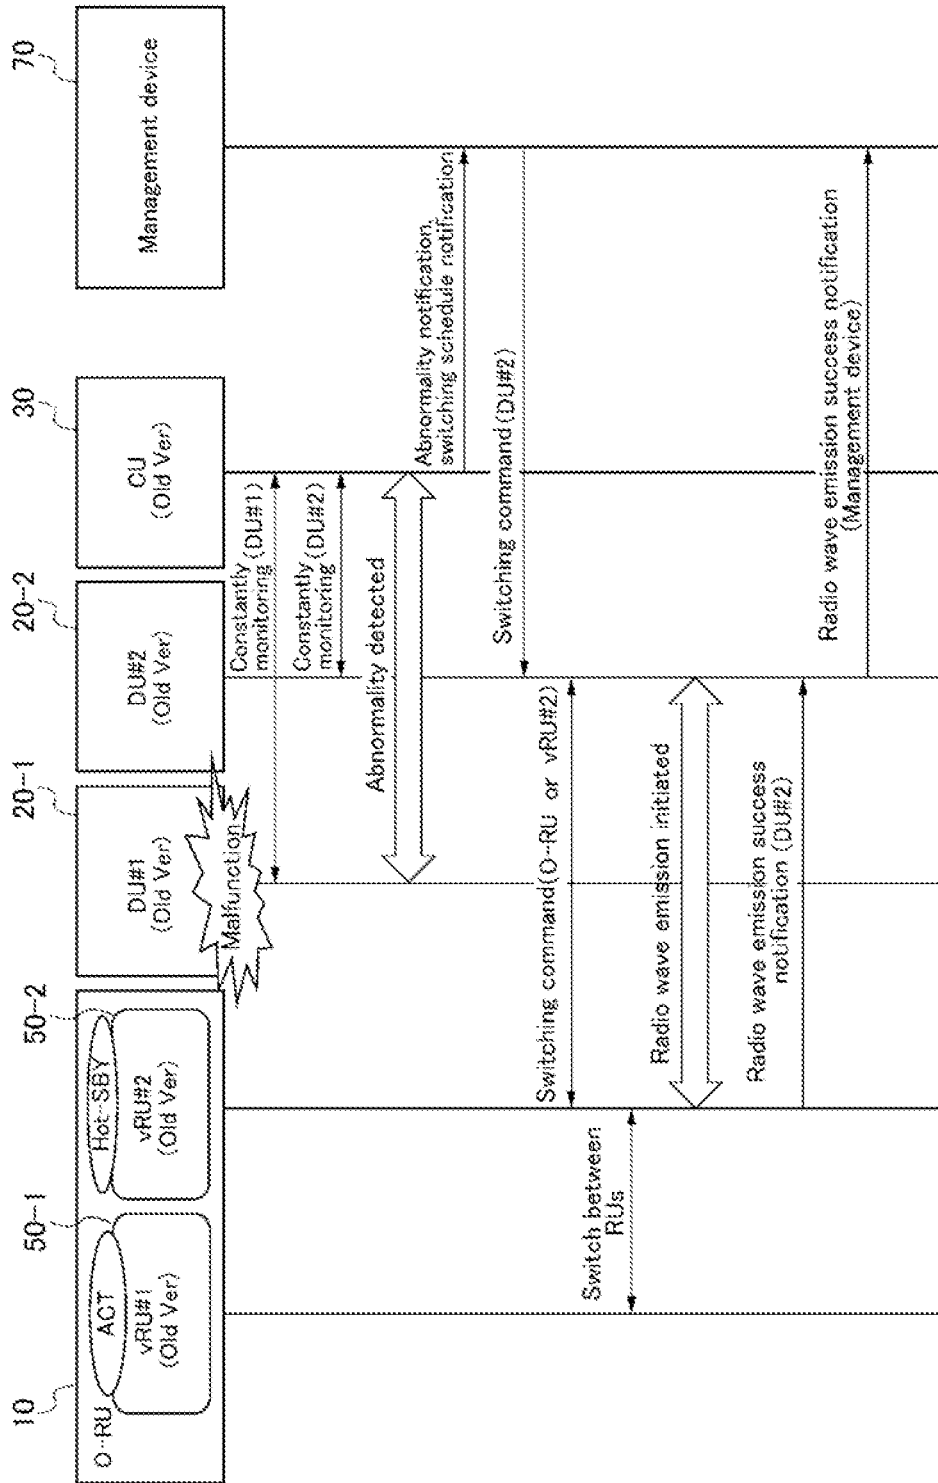 10
50-1
50-2
20-1
20-2
30
70
O-RU
ACT
vRU#1
(Old Ver)
Hot-SBY
vRU#2
(Old Ver)
DU#1
(Old Ver)
Malfunction
DU#2
(Old Ver)
CU
(Old Ver)
Management device
Constantly
monitoring (DU#1)
Constantly
monitoring (DU#2)
Abnormality detected
Abnormality notification,
switching schedule notification
Switching command (DU#2)
Switching command (O-RU or vRU#2)
Switch between
RUs
Radio wave emission initiated
Radio wave emission success
notification (DU#2)
Radio wave emission success notification
(Management device)